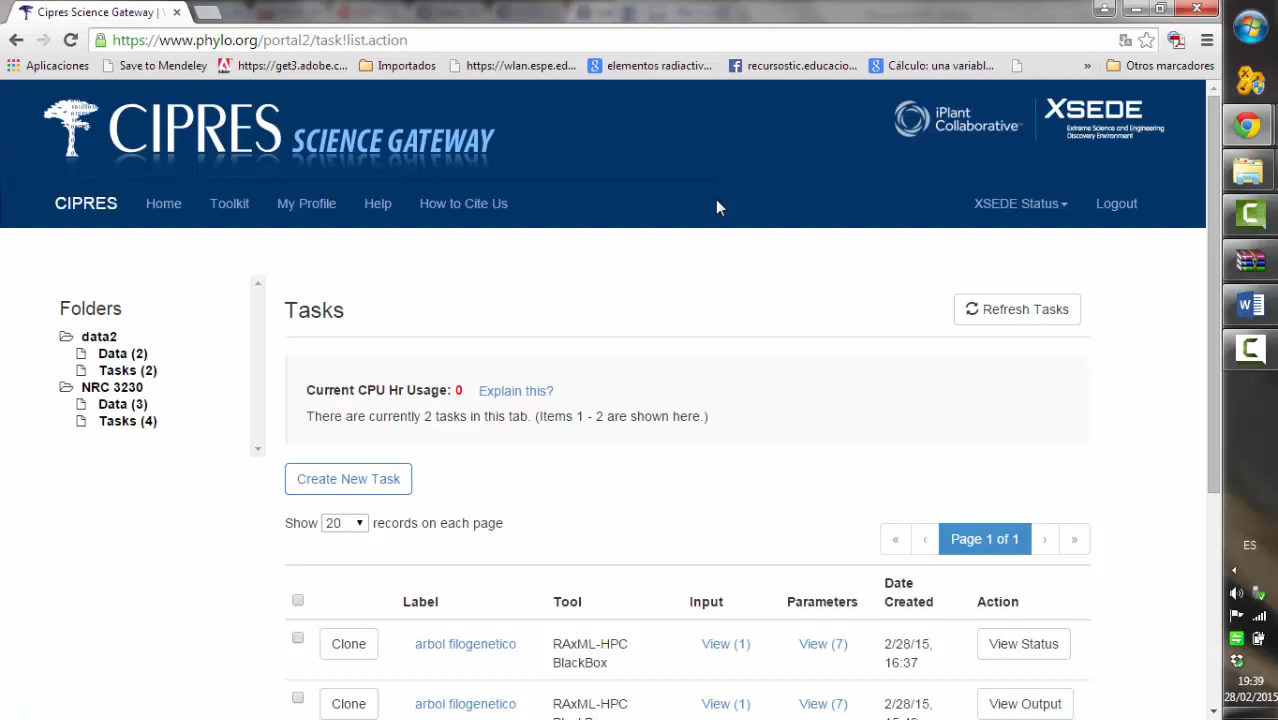 Cipres Science Gateway |
https://www.phylo.org/portal2/task!list.action
Aplicaciones
Save to Mendeley
https://get3.adobe.c...
Importados
https://wlan.espe.ed...
elementos radiactiv...
recursostic.educacio...
Cálculo: una variabl...
»
Otros marcadores
CIPRES SCIENCE GATEWAY
iPlant
Collaborative™
XSEDE
Extreme Science and Engineering
Discovery Environment
CIPRES
Home
Toolkit
My Profile
Help
How to Cite Us
XSEDE Status
Logout
Folders
data2
Data (2)
Tasks (2)
NRC 3230
Data (3)
Tasks (4)
Tasks
Refresh Tasks
Current CPU Hr Usage: 0 Explain this?
There are currently 2 tasks in this tab. (Items 1 - 2 are shown here.)
Create New Task
Show 20 records on each page
« ‹ Page 1 of 1 › »
Label
Tool
Input
Parameters
Date
Created
Action
Clone
arbol filogenetico
RAxML-HPC
BlackBox
View (1)
View (7)
2/28/15,
16:37
View Status
Clone
arbol filogenetico
RAxML-HPC
View (1)
View (7)
2/28/15,
View Output
ES
19:39
28/02/2015